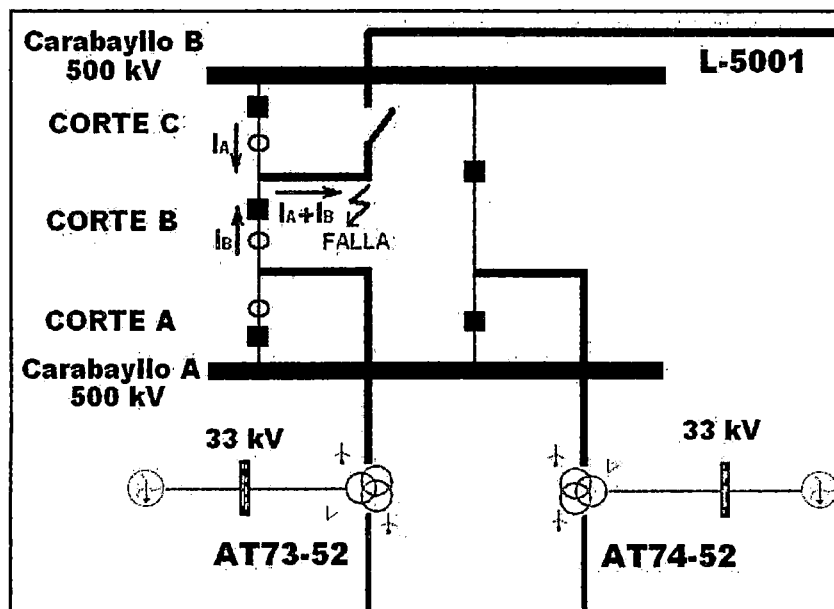 Carabayllo B
500 kV
L-5001
CORTE C
IA
CORTE B
IA+IB
IB
FALLA
CORTE A
Carabayllo A
500 kV
33 kV
33 kV
AT73-52
AT74-52